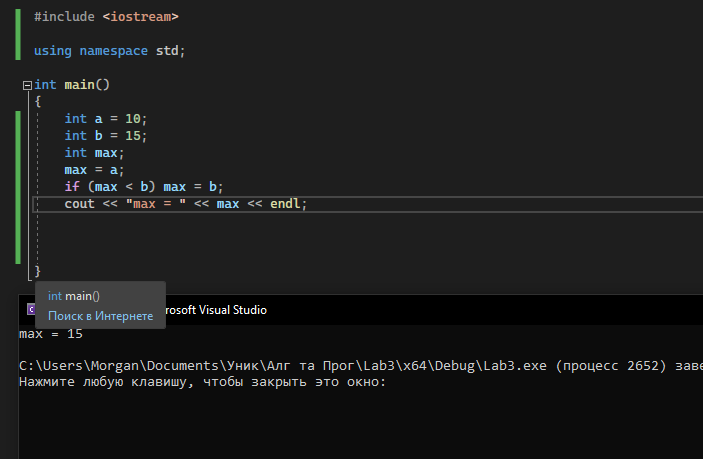 #include <iostream>
using namespace std;
int main()
{
int a = 10;
int b = 15;
int max;
max = a;
if (max < b) max = b;
cout << "max = " << max << endl;
}
int main()
Поиск в Интернете
rosoft Visual Studio
max = 15
C:\Users\Morgan\Documents\Уник\Алг та Прог\Lab3\x64\Debug\Lab3.exe (процесс 2652) заве
Нажмите любую клавишу, чтобы закрыть это окно: